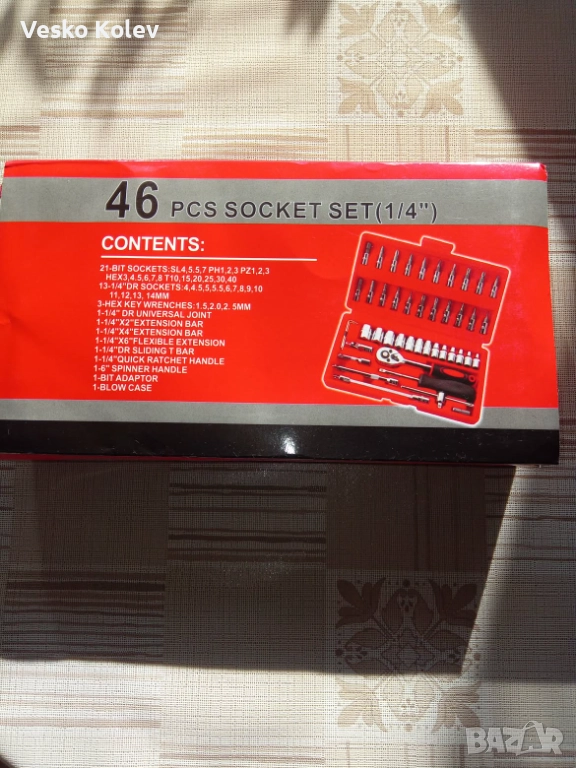 Vesko Kolev
46 PCS SOCKET SET(1/4")
CONTENTS:
21-BIT SOCKETS:SL4,5.5,7 PH1,2,3 PZ1,2,3
HEX3,4.5.6,7,8 T10,15,20,25,30,40
13-1/4"DR SOCKETS:4,4.5,5,5.5,6,7,8,9,10
11,12,13, 14MM
3-HEX KEY WRENCHES:1.5,2.0,2. 5MM
1-1/4" DR UNIVERSAL JOINT
1-1/4"X2"EXTENSION BAR
1-1/4"X4"EXTENSION BAR
1-1/4"X6"FLEXIBLE EXTENSION
1-1/4"DR SLIDING T BAR
1-1/4"QUICK RATCHET HANDLE
1-6" SPINNER HANDLE
1-BIT ADAPTOR
1-BLOW CASE
BAZAR